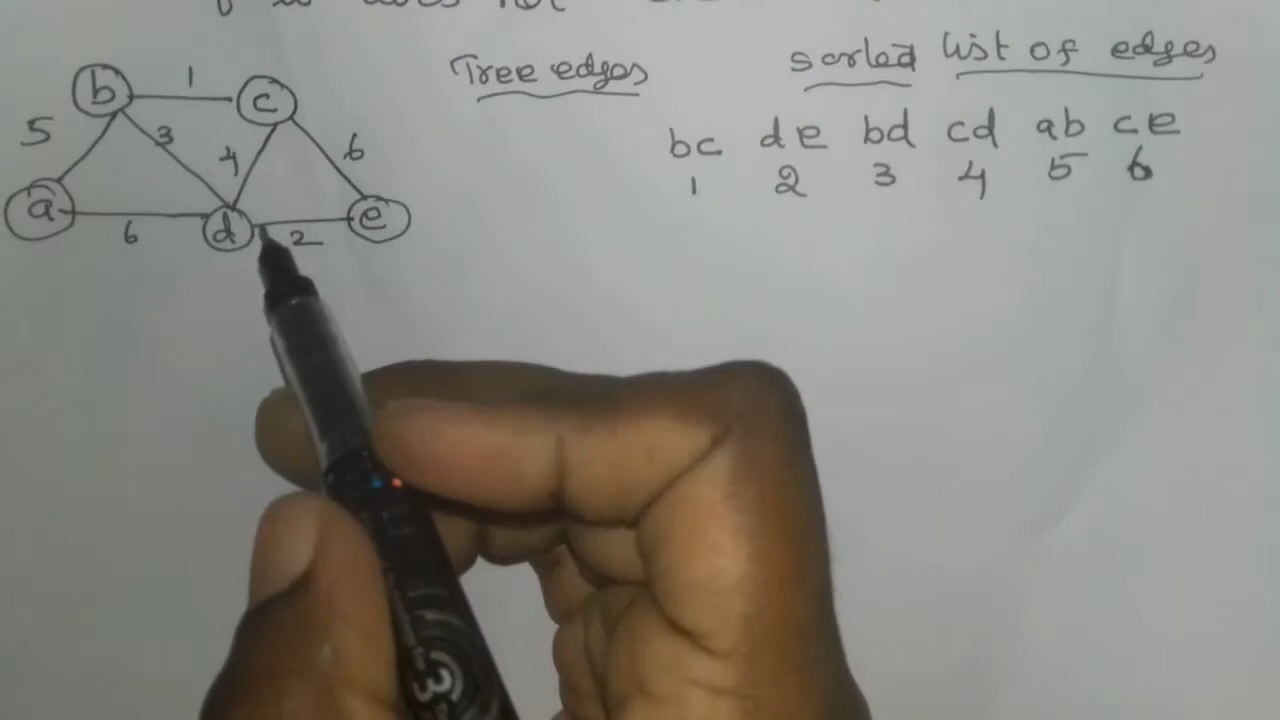 Tree edges
sorted list of edges
bc de bd cd ab ce
1 2 3 4 5 6
b 1 c
5 3 4 6
a 6 d 2 e
3